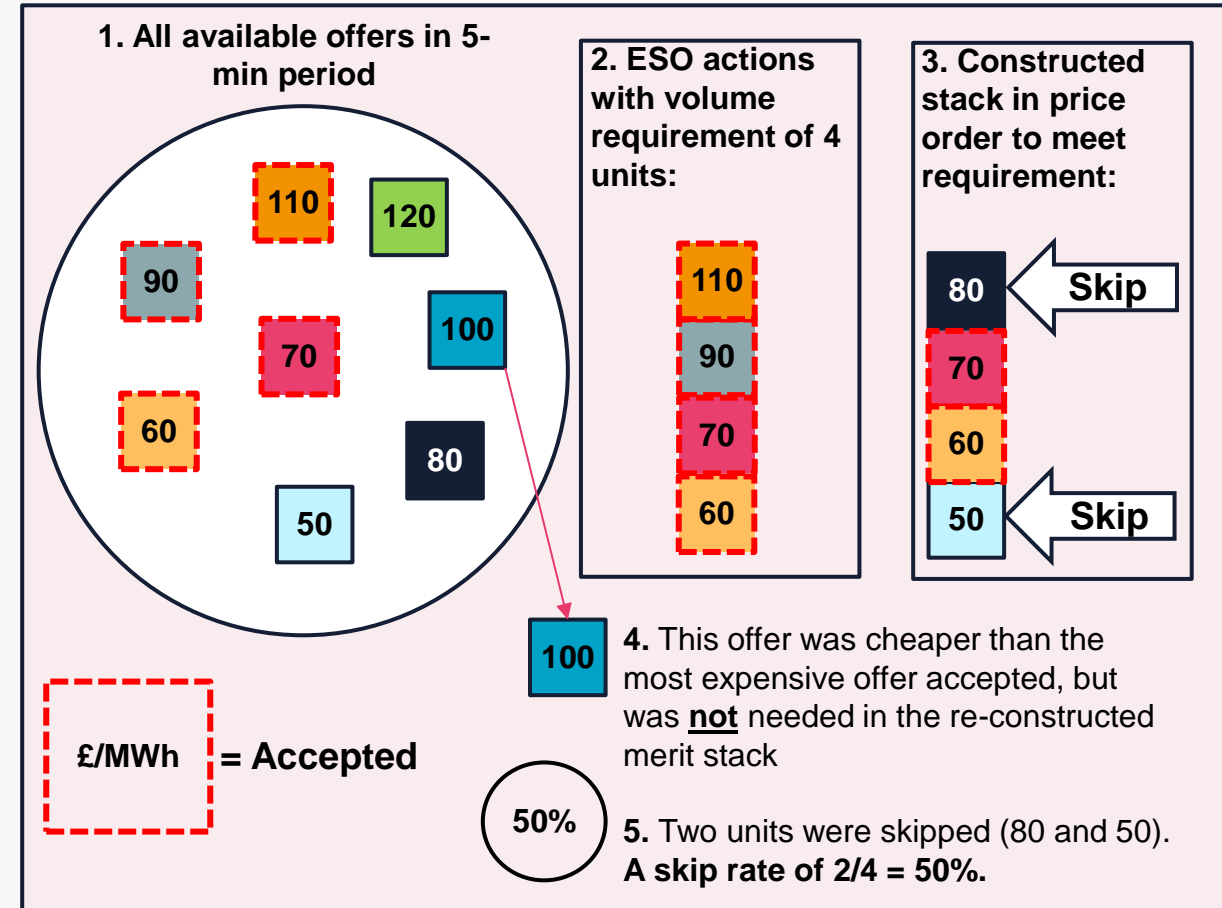 1. All available offers in 5-
min period
110
120
90
100
70
60
80
50
2. ESO actions
with volume
requirement of 4
units:
110
90
70
60
3. Constructed
stack in price
order to meet
requirement:
80
Skip
70
60
50
Skip
100
4. This offer was cheaper than the
most expensive offer accepted, but
was not needed in the re-constructed
merit stack
£/MWh
= Accepted
50%
5. Two units were skipped (80 and 50).
A skip rate of 2/4 = 50%.